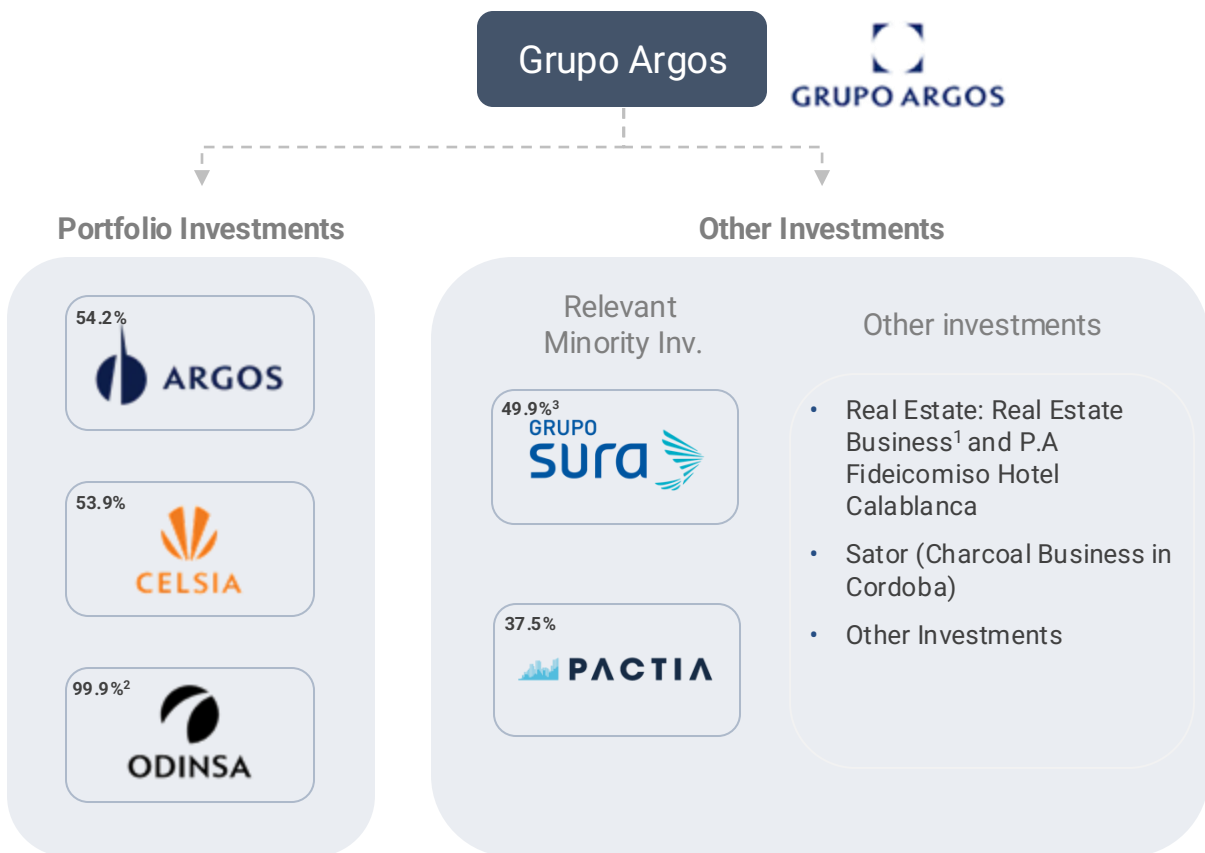 Grupo Argos
GRUPO ARGOS
Portfolio Investments
54.2%
ARGOS
53.9%
CELSIA
99.9%²
ODINSA
Other Investments
Relevant
Minority Inv.
49.9%³
GRUPO
sura
37.5%
PACTIA
Other investments
• Real Estate: Real Estate
Business¹ and P.A
Fideicomiso Hotel
Calablanca
• Sator (Charcoal Business in
Cordoba)
• Other Investments